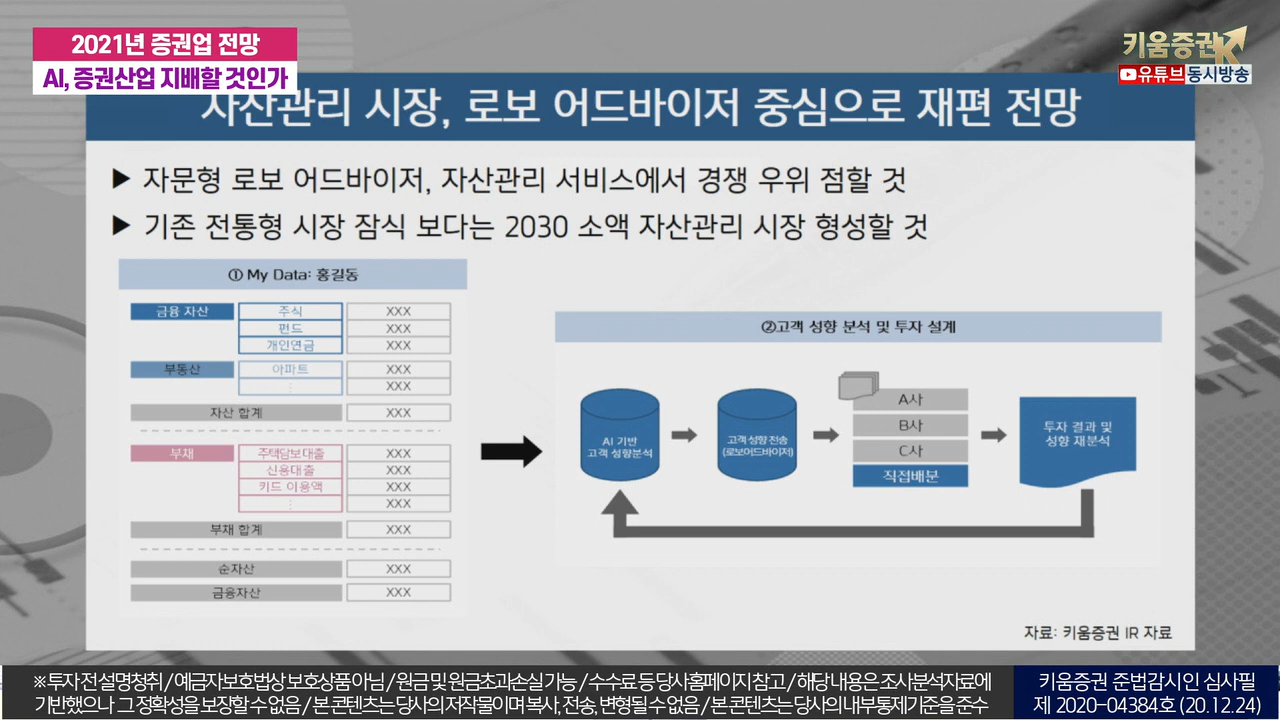 2021년 증권업 전망
AI, 증권산업 지배할 것인가
키움증권
유튜브동시방송
자산관리 시장, 로보 어드바이저 중심으로 재편 전망
▶ 자문형 로보 어드바이저, 자산관리 서비스에서 경쟁 우위 점할 것
▶ 기존 전통형 시장 잠식 보다는 2030 소액 자산관리 시장 형성할 것
① My Data: 홍길동
금융 자산 주식 XXX
펀드 XXX
개인연금 XXX
부동산 아파트 XXX
: XXX
자산 합계 XXX
부채 주택담보대출 XXX
신용대출 XXX
카드 이용액 XXX
: XXX
부채 합계 XXX
순자산 XXX
금융자산 XXX
②고객 성향 분석 및 투자 설계
AI 기반
고객 성향분석
고객 성향 전송
(로보어드바이저)
A사
B사
C사
직접배분
투자 결과 및
성향 재분석
자료: 키움증권 IR 자료
※ 투자 전 설명청취 / 예금자보호법상 보호상품 아님 / 원금 및 원금초과손실 가능 / 수수료 등 당사홈페이지 참고 / 해당 내용은 조사분석자료에
기반했으나 그 정확성을 보장할 수 없음 / 본 콘텐츠는 당사의 저작물이며 복사, 전송, 변형될 수 없음 / 본 콘텐츠는 당사의 내부통제기준을 준수
키움증권 준법감시인 심사필
제 2020-04384호 (20.12.24)